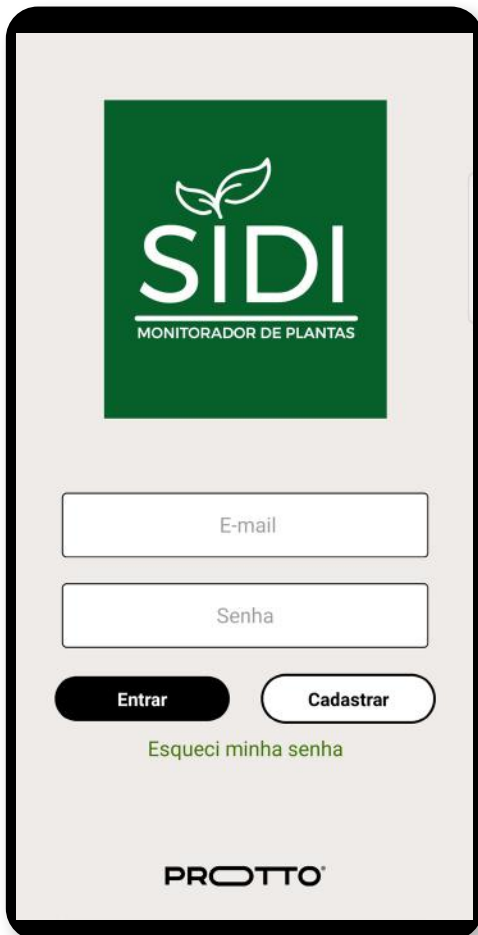 SIDI
MONITORADOR DE PLANTAS
E-mail
Senha
Entrar Cadastrar
Esqueci minha senha
PROTTO